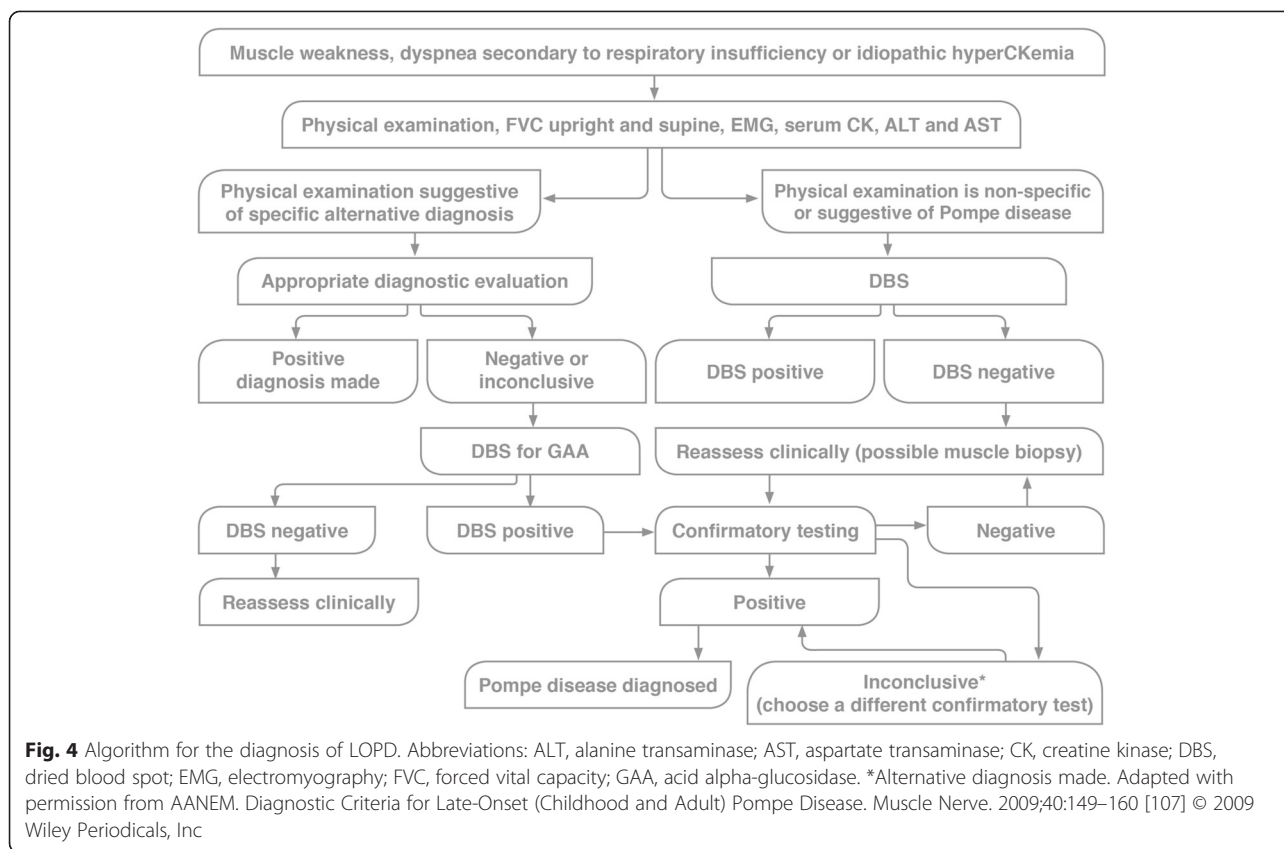 Muscle weakness, dyspnea secondary to respiratory insufficiency or idiopathic hyperCKemia
Physical examination, FVC upright and supine, EMG, serum CK, ALT and AST
Physical examination suggestive
of specific alternative diagnosis
Physical examination is non-specific
or suggestive of Pompe disease
Appropriate diagnostic evaluation
DBS
Positive
diagnosis made
Negative or
inconclusive
DBS positive
DBS negative
DBS for GAA
Reassess clinically (possible muscle biopsy)
DBS negative
DBS positive
Confirmatory testing
Negative
Reassess clinically
Positive
Pompe disease diagnosed
Inconclusive*
(choose a different confirmatory test)
Fig. 4 Algorithm for the diagnosis of LOPD. Abbreviations: ALT, alanine transaminase; AST, aspartate transaminase; CK, creatine kinase; DBS,
dried blood spot; EMG, electromyography; FVC, forced vital capacity; GAA, acid alpha-glucosidase. *Alternative diagnosis made. Adapted with
permission from AANEM. Diagnostic Criteria for Late-Onset (Childhood and Adult) Pompe Disease. Muscle Nerve. 2009;40:149–160 [107] © 2009
Wiley Periodicals, Inc